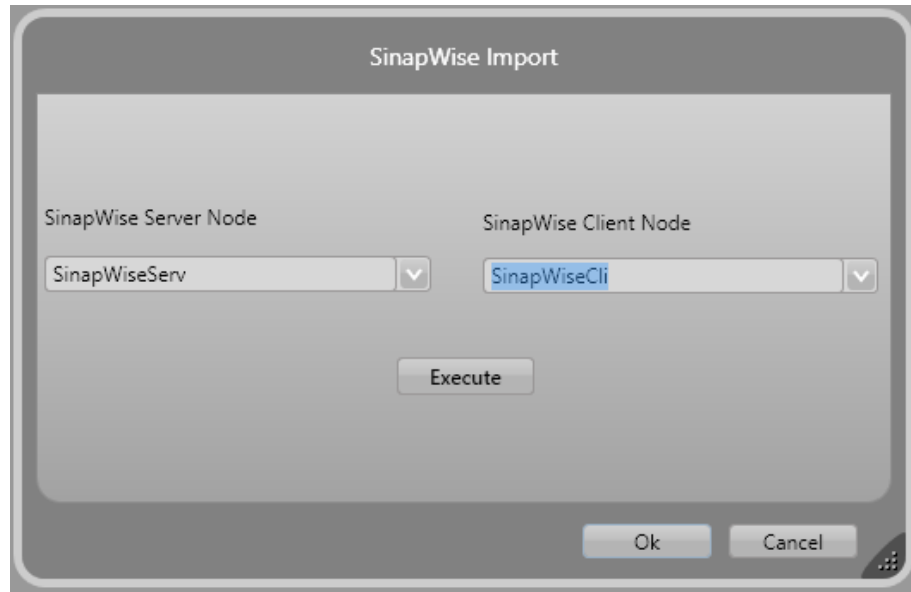 SinapWise Import
SinapWise Server Node
SinapWise Client Node
SinapWiseServ
SinapWiseCli
Execute
Ok
Cancel